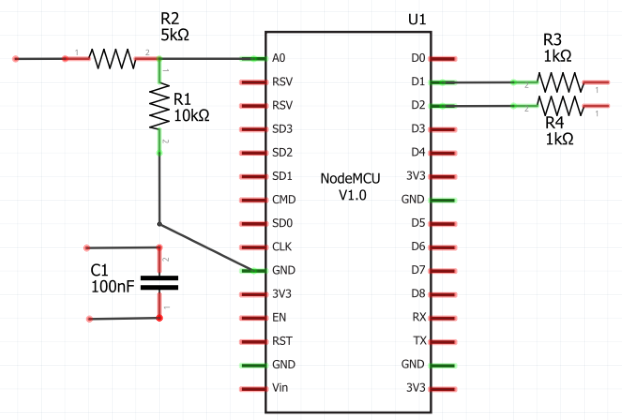 R2
5kΩ
1
2
R1
10kΩ
1
2
C1
100nF
2
1
U1
NodeMCU
V1.0
A0
RSV
RSV
SD3
SD2
SD1
CMD
SD0
CLK
GND
3V3
EN
RST
GND
Vin
D0
D1
D2
D3
D4
3V3
GND
D5
D6
D7
D8
RX
TX
GND
3V3
R3
1kΩ
2
1
2
1
R4
1kΩ